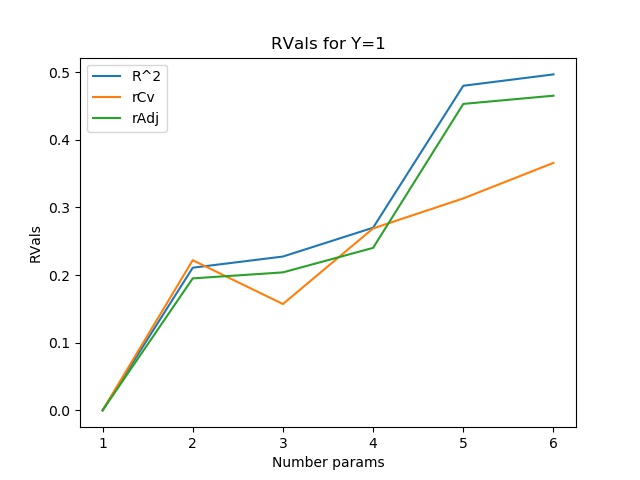 RVals for Y=1
R^2
rCv
rAdj
RVals
0.5
0.4
0.3
0.2
0.1
0.0
1 2 3 4 5 6
Number params